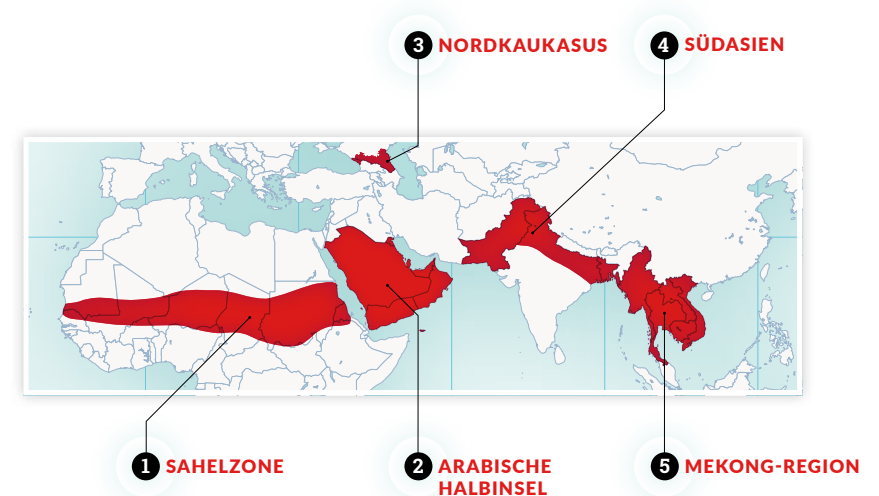 3 NORDKAUKASUS
4 SÜDASIEN
1 SAHELZONE
2 ARABISCHE
HALBINSEL
5 MEKONG-REGION